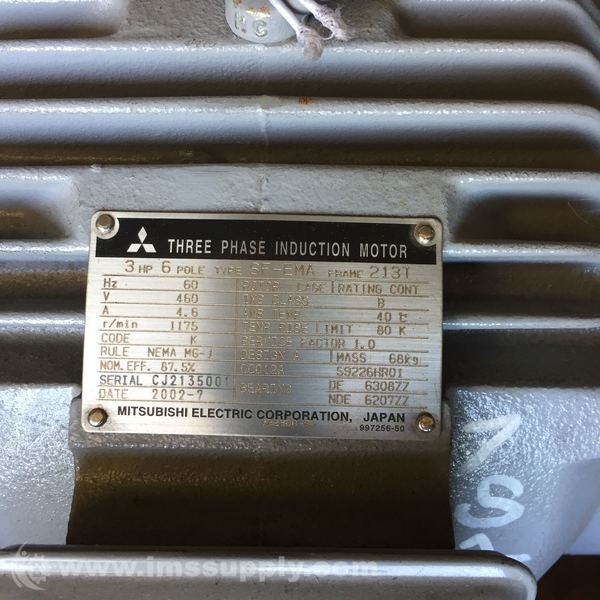 THREE PHASE INDUCTION MOTOR
3 HP 6 POLE TYPE SF-EMA FRAME 213T
Hz 60 ROTOR CAGE RATING CONT
V 460 INS CLASS B
A 4.6 AMB TEMP 40 ℃
r/min 1175 TEMP RISE LIMIT 80 K
CODE K SERVICE FACTOR 1.0
RULE NEMA MG-1 DESIGN A MASS 68kg
NOM.EFF. 87.5% CC012A S9226HR01
SERIAL CJ2135001 BEARING DE 6308ZZ
DATE 2002-7 NDE 6207ZZ
MITSUBISHI ELECTRIC CORPORATION, JAPAN
997256-50
www.imssupply.com